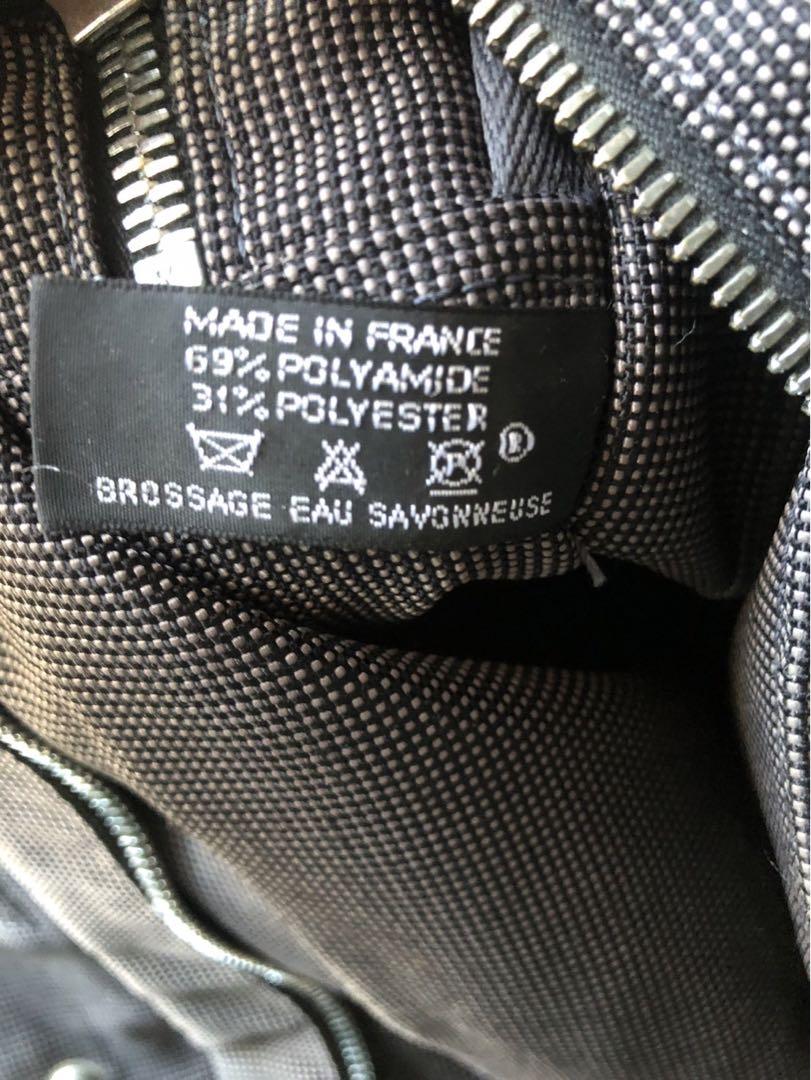 MADE IN FRANCE
69% POLYAMIDE
31% POLYESTER
P ®
BROSSAGE EAU SAVONNEUSE